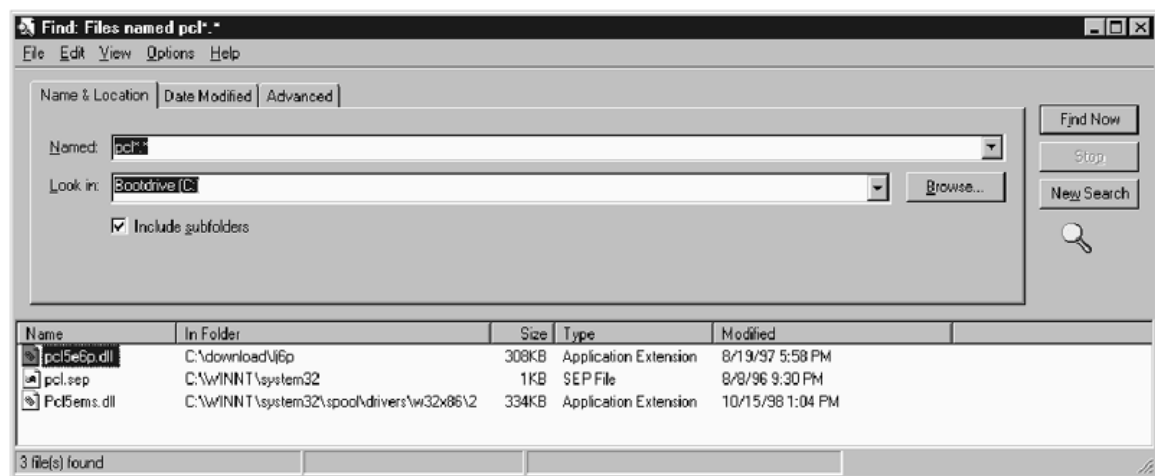 Find: Files named pcl*.*
File Edit View Options Help
Name & Location Date Modified Advanced
Find Now
Named: pcl*.*
Stop
Look in: Bootdrive (C:) Browse...
New Search
Include subfolders
Name In Folder Size Type Modified
pcl5e6p.dll C:\download\lj6p 308KB Application Extension 8/19/97 5:58 PM
pcl.sep C:\WINNT\system32 1KB SEP File 8/8/96 9:30 PM
Pcl5ems.dll C:\WINNT\system32\spool\drivers\w32x86\2 334KB Application Extension 10/15/98 1:04 PM
3 file(s) found